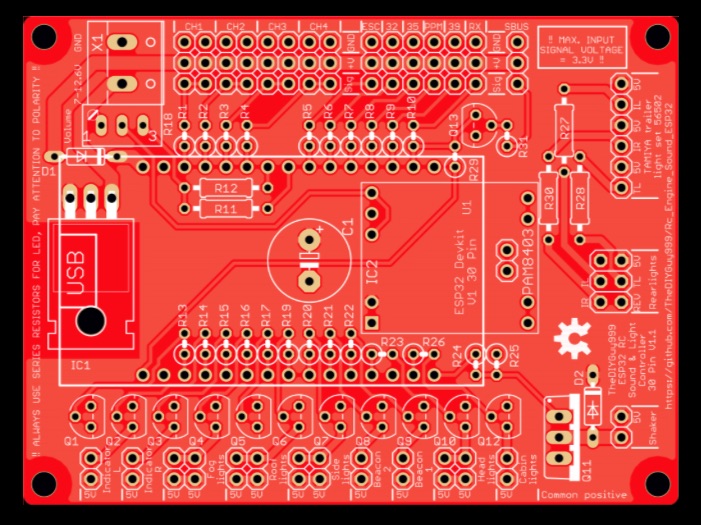 CH1 CH2 CH3 CH4 ESC 32 35 PPM 39 RX SBUS
GND
X1
7-12,6V
GND
+V
Sig
GND
+V
Sig
!! MAX. INPUT
SIGNAL VOLTAGE
= 3.3V !!
!! ALWAYS USE SERIES RESISTORS FOR LED, PAY ATTENTION TO POLARITY !!
Volume
1
3
R18
R1
R2
R3
R4
R5
R6
R7
R8
R9
R10
Q13
R31
R29
R27
R30
R28
5V
IL
5V
IR
5V
TL
TAMIYA trailer
light set 56502
https://github.com/TheDIYGuy999/Rc_Engine_Sound_ESP32
D1
R12
R11
USB
IC1
C1
+
IC2
U1
ESP32 Devkit
V1 30 Pin
PAM8403
IL 5V
IR REV TL 5V
Rearlights
R13
R14
R15
R16
R17
R19
R20
R21
R22
R23
R26
R24
R25
TheDIYGuy999
ESP32 RC
Sound & Light
Controller
30 Pin V1.1
D2
Q11
5V
Shaker
Q1
Q2
Q3
Q4
Q5
Q6
Q7
Q8
Q9
Q10
Q12
Indicator
L
Indicator
R
Fog
lights
Roof
lights
Side
lights
Beacon
2
Beacon
1
Head
lights
Cabin
lights
5V
5V
5V
5V
5V
5V
5V
5V
5V
5V
5V
Common positive